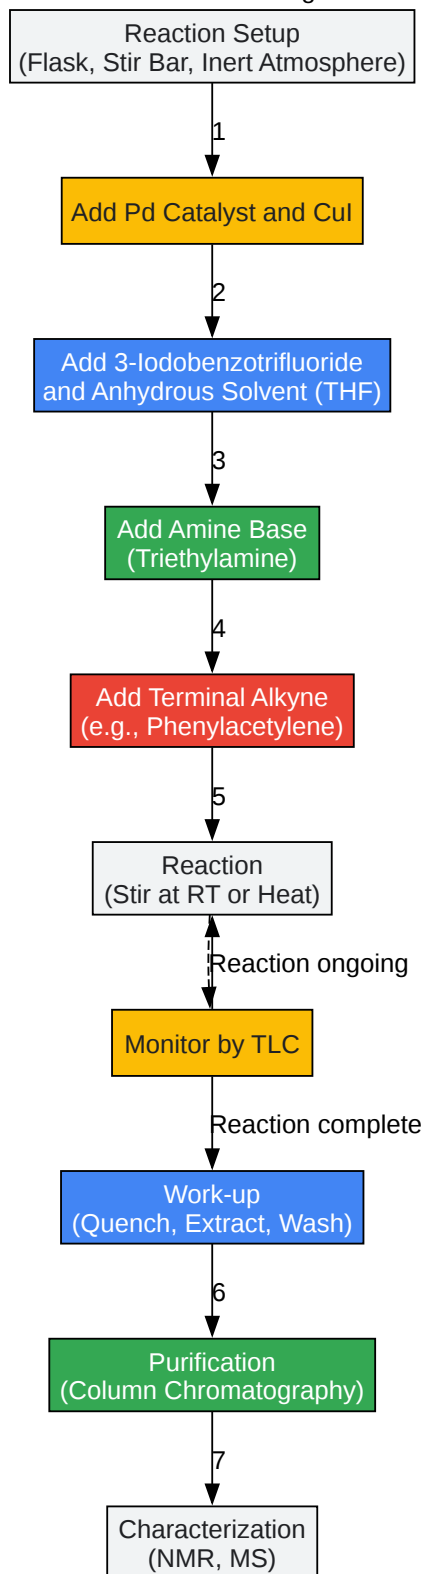 Reaction Setup
(Flask, Stir Bar, Inert Atmosphere)
1
Add Pd Catalyst and CuI
2
Add 3-Iodobenzotrifluoride
and Anhydrous Solvent (THF)
3
Add Amine Base
(Triethylamine)
4
Add Terminal Alkyne
(e.g., Phenylacetylene)
5
Reaction
(Stir at RT or Heat)
Reaction ongoing
Monitor by TLC
Reaction complete
Work-up
(Quench, Extract, Wash)
6
Purification
(Column Chromatography)
7
Characterization
(NMR, MS)